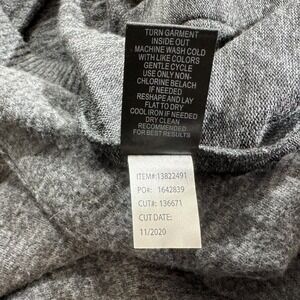 TURN GARMENT
INSIDE OUT
MACHINE WASH COLD
WITH LIKE COLORS
GENTLE CYCLE
USE ONLY NON-
CHLORINE BELACH
IF NEEDED
RESHAPE AND LAY
FLAT TO DRY
COOL IRON IF NEEDED
DRY CLEAN
RECOMMENDED
FOR BEST RESULTS
ITEM#:13822491
PO#: 1642839
CUT#: 136671
CUT DATE:
11/2020